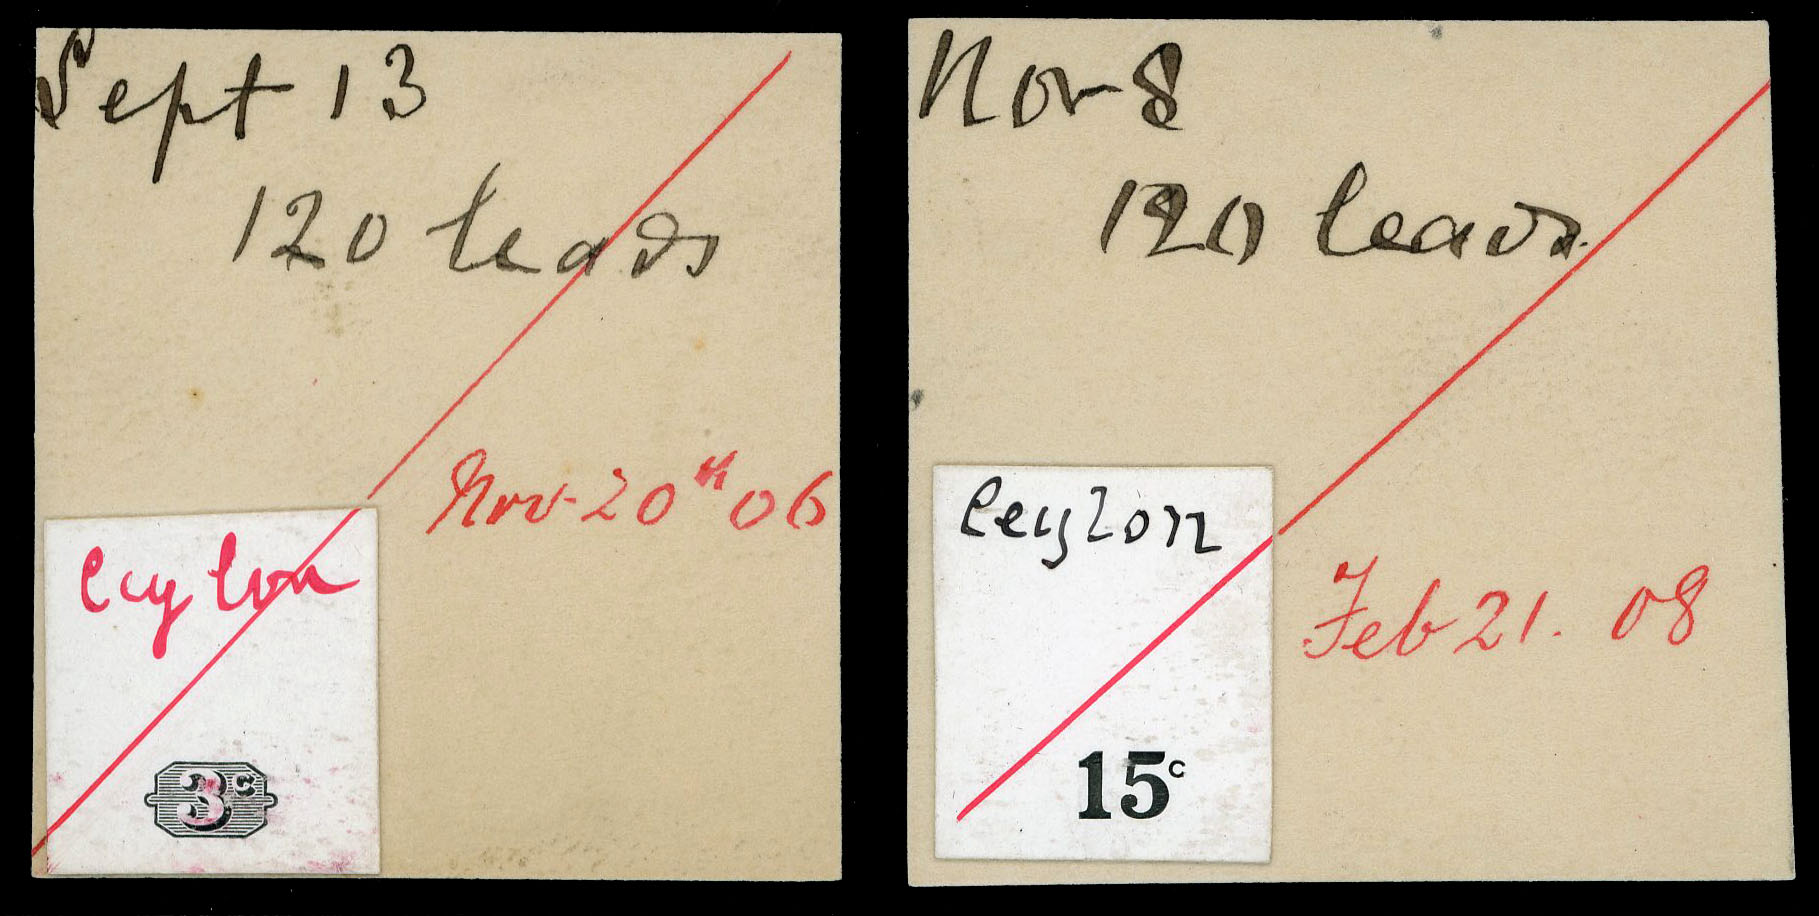 Sept 13
120 leads
Nov 20th 06
Ceylon
3c
Nov 8
120 leads
Ceylon
Feb 21. 08
15c